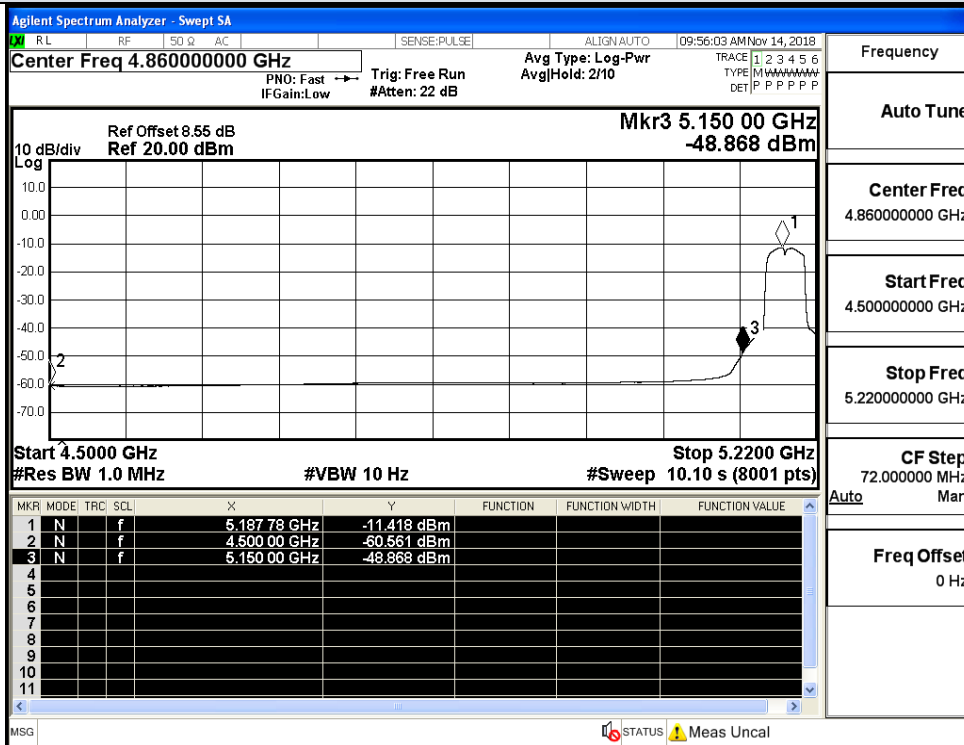 Agilent Spectrum Analyzer - Swept SA
LXI RL RF 50 Ω AC SENSE:PULSE ALIGN AUTO 09:56:03 AM Nov 14, 2018
Center Freq 4.860000000 GHz
PNO: Fast
IFGain:Low
Trig: Free Run
#Atten: 22 dB
Avg Type: Log-Pwr
Avg|Hold: 2/10
TRACE 1 2 3 4 5 6
TYPE M W W W W W
DET P P P P P P
Frequency
Auto Tune
Center Freq
4.860000000 GHz
Start Freq
4.500000000 GHz
Stop Freq
5.220000000 GHz
CF Step
72.000000 MHz
Auto Man
Freq Offset
0 Hz
Mkr3 5.150 00 GHz
-48.868 dBm
Ref Offset 8.55 dB
10 dB/div Ref 20.00 dBm
Log
10.0
0.00
-10.0
-20.0
-30.0
-40.0
-50.0
-60.0
-70.0
1
2
3
Start 4.5000 GHz Stop 5.2200 GHz
#Res BW 1.0 MHz #VBW 10 Hz #Sweep 10.10 s (8001 pts)
MKR MODE TRC SCL X Y FUNCTION FUNCTION WIDTH FUNCTION VALUE
1 N f 5.187 78 GHz -11.418 dBm
2 N f 4.500 00 GHz -60.561 dBm
3 N f 5.150 00 GHz -48.868 dBm
4
5
6
7
8
9
10
11
MSG STATUS Meas Uncal